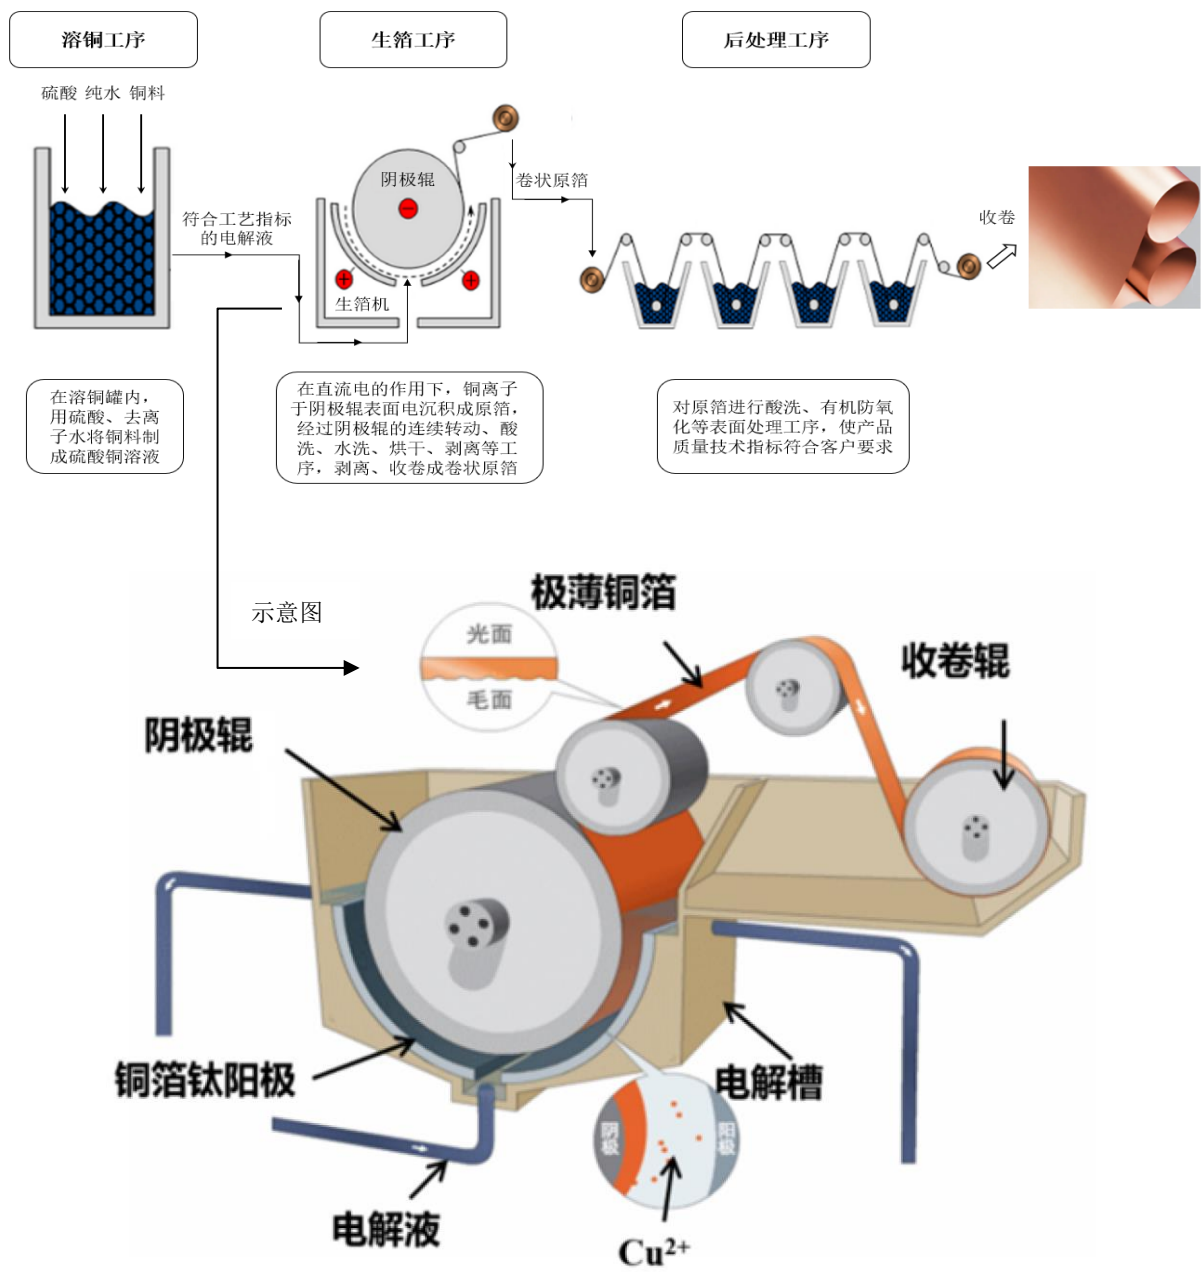 溶铜工序
生箔工序
后处理工序
硫酸 纯水 铜料
符合工艺指标
的电解液
阴极辊
生箔机
卷状原箔
收卷
在溶铜罐内，
用硫酸、去离
子水将铜料制
成硫酸铜溶液
在直流电的作用下，铜离子
于阴极辊表面电沉积成原箔，
经过阴极辊的连续转动、酸
洗、水洗、烘干、剥离等工
序，剥离、收卷成卷状原箔
对原箔进行酸洗、有机防氧
化等表面处理工序，使产品
质量技术指标符合客户要求
示意图
极薄铜箔
光面
毛面
收卷辊
阴极辊
铜箔钛阳极
电解槽
阴极
阳极
电解液
Cu²⁺